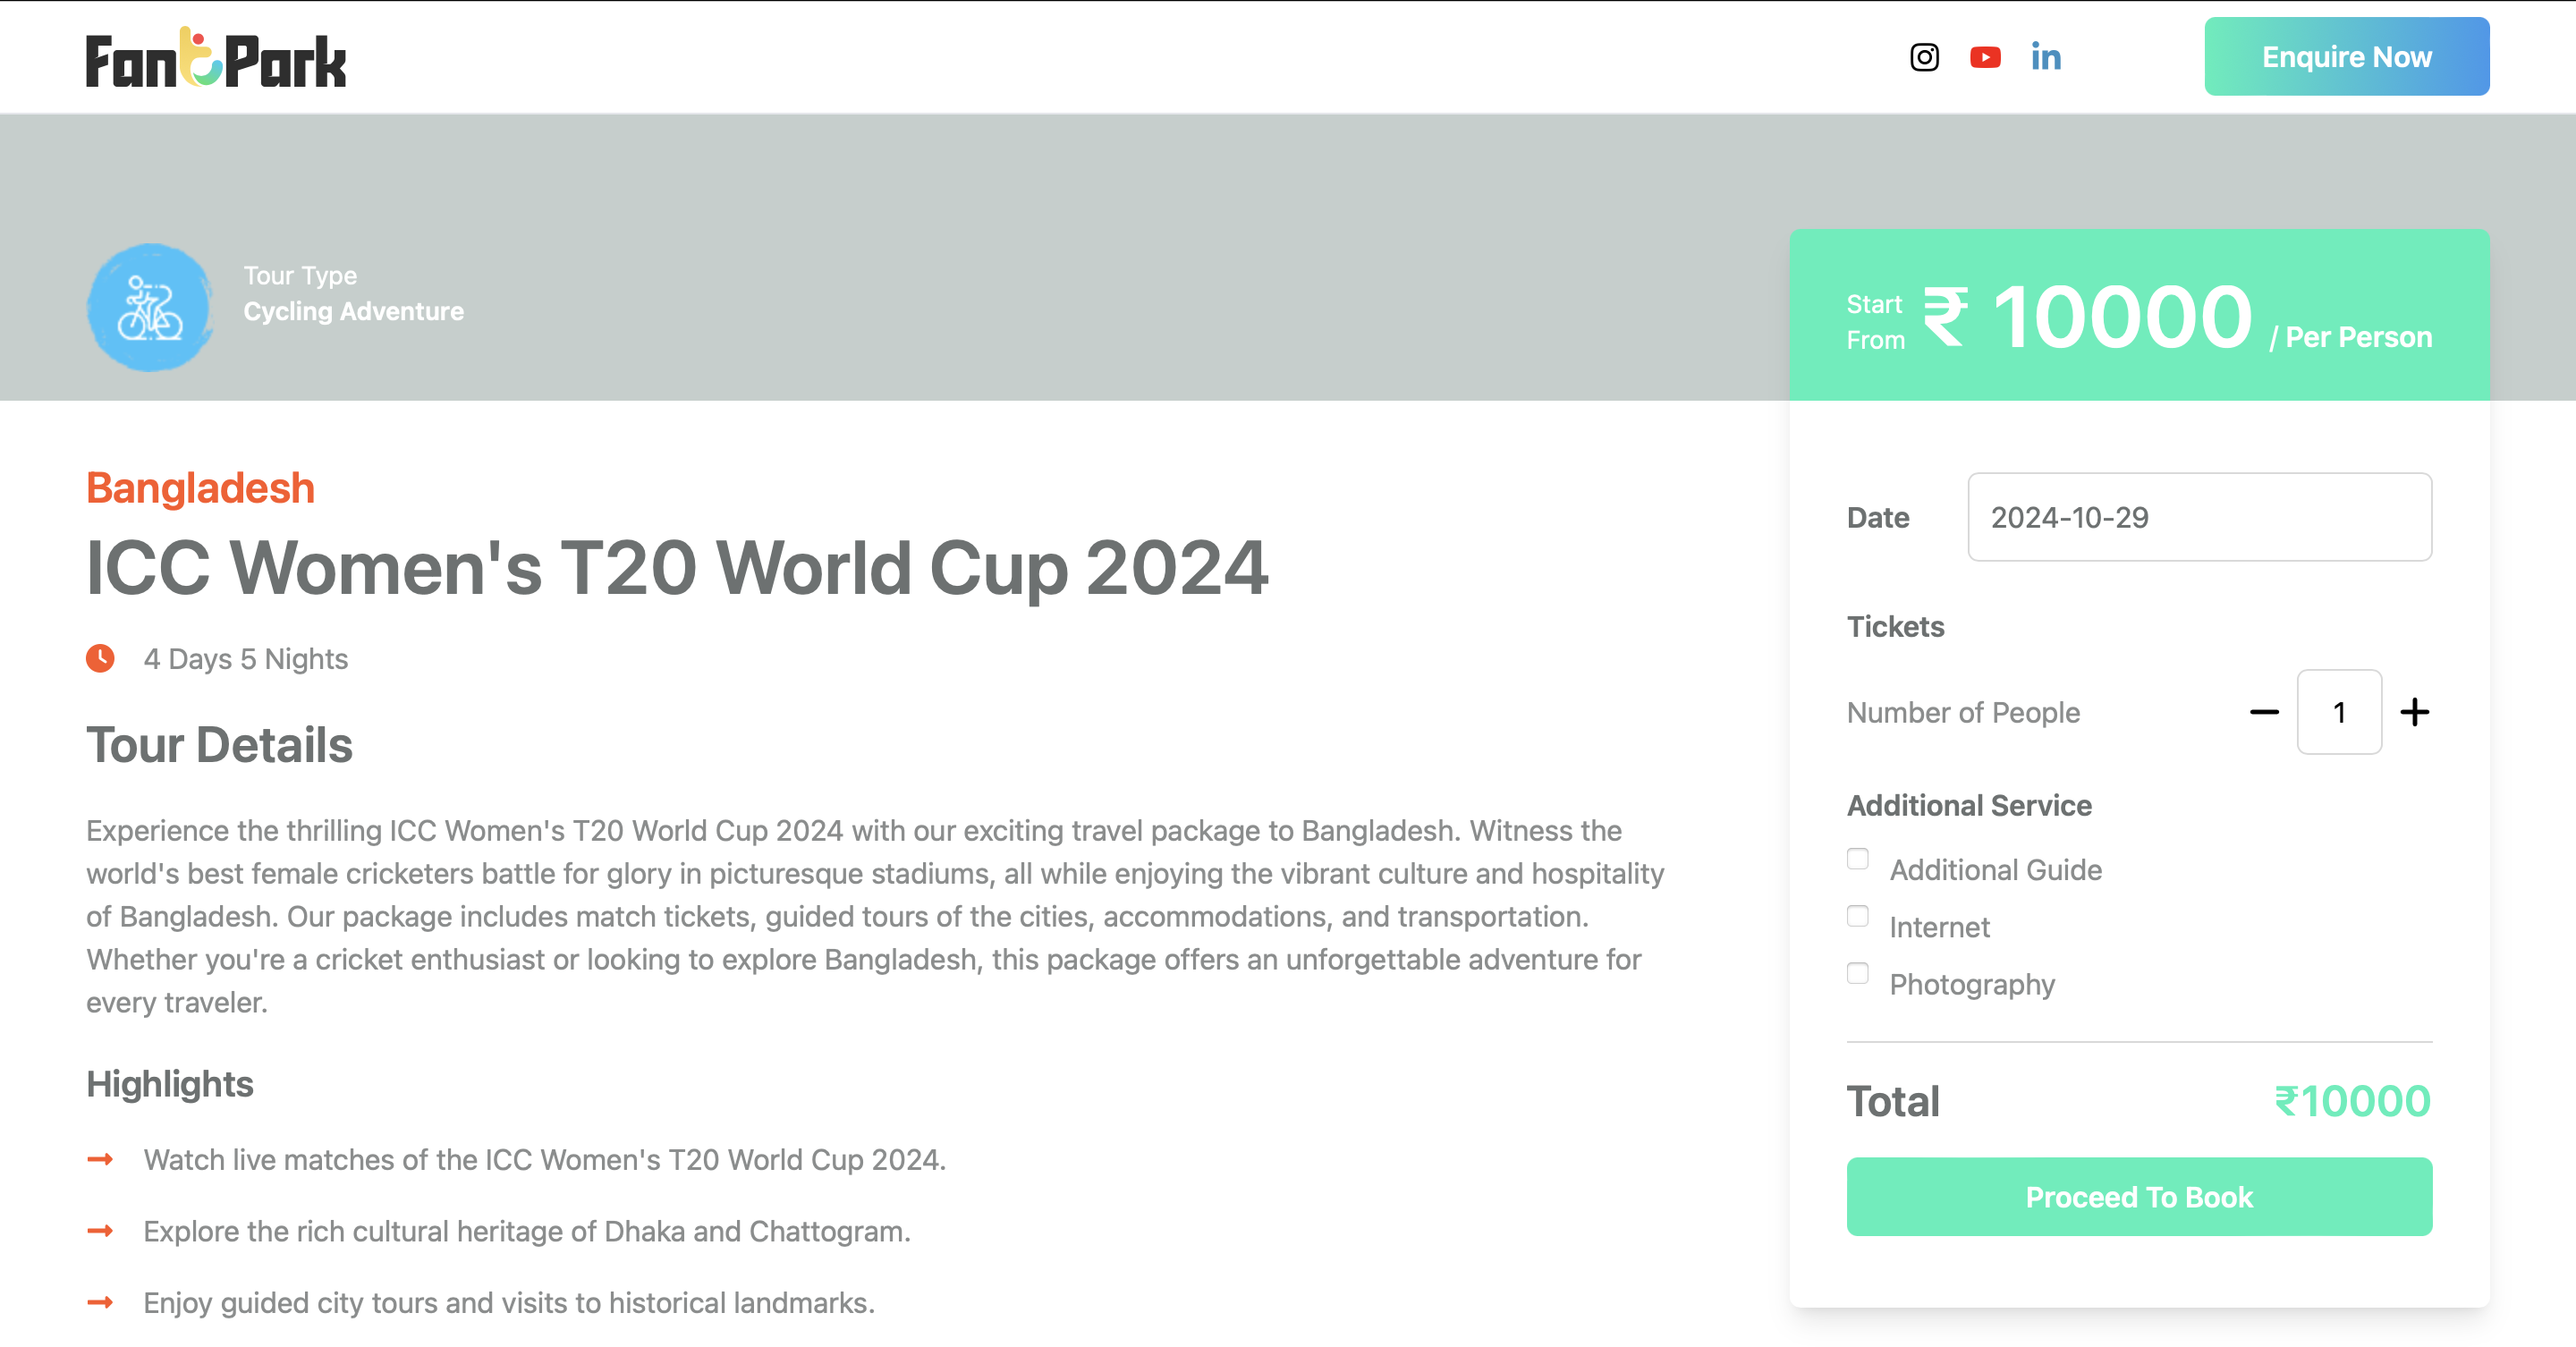 FantPark
Enquire Now
Tour Type
Cycling Adventure
Start
From
₹ 10000 / Per Person
Bangladesh
ICC Women's T20 World Cup 2024
4 Days 5 Nights
Tour Details
Experience the thrilling ICC Women's T20 World Cup 2024 with our exciting travel package to Bangladesh. Witness the
world's best female cricketers battle for glory in picturesque stadiums, all while enjoying the vibrant culture and hospitality
of Bangladesh. Our package includes match tickets, guided tours of the cities, accommodations, and transportation.
Whether you're a cricket enthusiast or looking to explore Bangladesh, this package offers an unforgettable adventure for
every traveler.
Highlights
Watch live matches of the ICC Women's T20 World Cup 2024.
Explore the rich cultural heritage of Dhaka and Chattogram.
Enjoy guided city tours and visits to historical landmarks.
Date 2024-10-29
Tickets
Number of People 1
Additional Service
Additional Guide
Internet
Photography
Total ₹10000
Proceed To Book